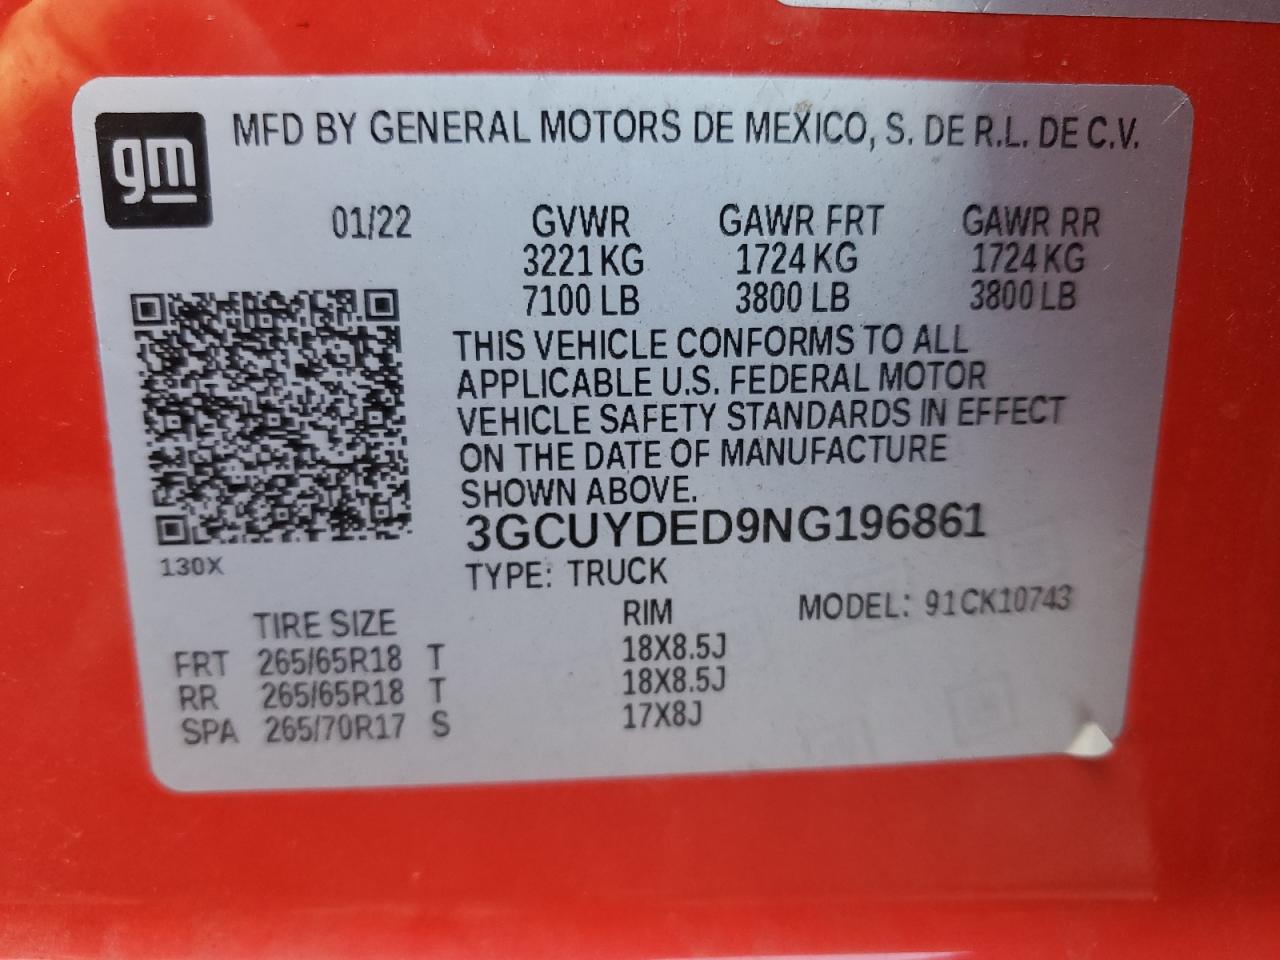 gm
MFD BY GENERAL MOTORS DE MEXICO, S. DE R.L. DE C.V.
01/22 GVWR GAWR FRT GAWR RR
3221 KG 1724 KG 1724 KG
7100 LB 3800 LB 3800 LB
THIS VEHICLE CONFORMS TO ALL
APPLICABLE U.S. FEDERAL MOTOR
VEHICLE SAFETY STANDARDS IN EFFECT
ON THE DATE OF MANUFACTURE
SHOWN ABOVE.
3GCUYDED9NG196861
130X
TYPE: TRUCK
TIRE SIZE RIM MODEL: 91CK10743
FRT 265/65R18 T 18X8.5J
RR 265/65R18 T 18X8.5J
SPA 265/70R17 S 17X8J